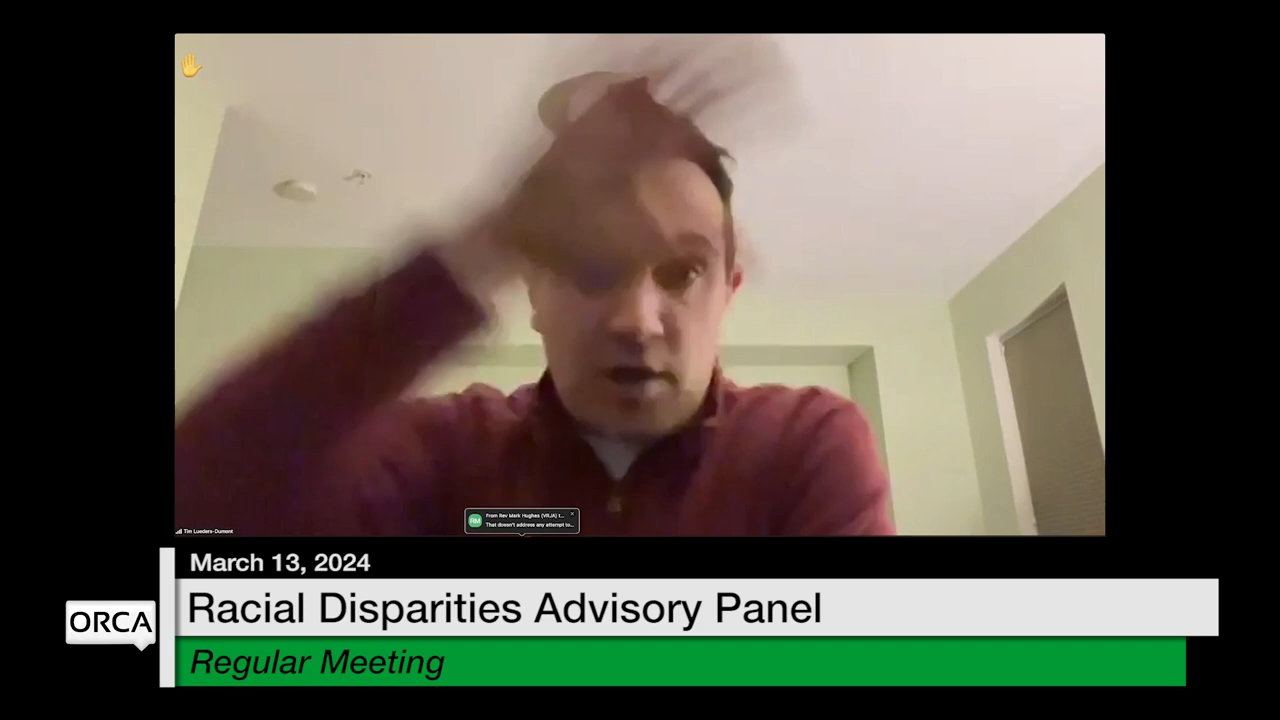 Tim Lueders-Dumont
RM
From Rev Mark Hughes (VRJA) t...
That doesn't address any attempt to...
March 13, 2024
ORCA
Racial Disparities Advisory Panel
Regular Meeting